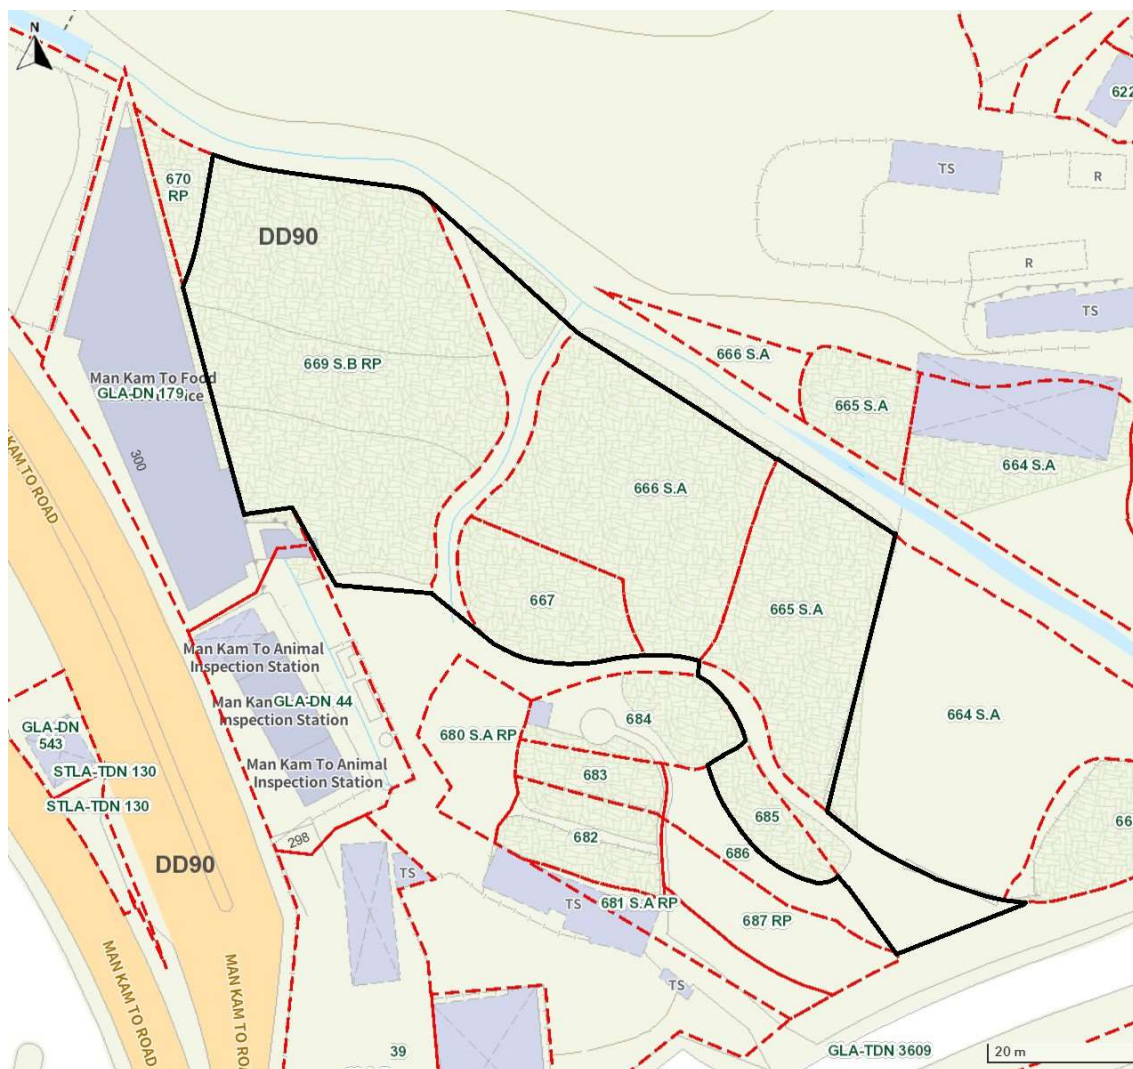 N
622
TS
R
670
RP
DD90
R
TS
666 S.A
669 S.B RP
Man Kam To Food
GLA-DN 179
665 S.A
664 S.A
300
666 S.A
MAN KAM TO ROAD
667
665 S.A
Man Kam To Animal
Inspection Station
GLA-DN 44
Inspection Station
684
664 S.A
GLA-DN
543
680 S.A RP
Man Kam To Animal
Inspection Station
STLA-TDN 130
683
STLA-TDN 130
685
682
298
686
DD90
TS
681 S.A RP
TS
687 RP
TS
MAN KAM TO ROAD
39
GLA-TDN 3609
20 m